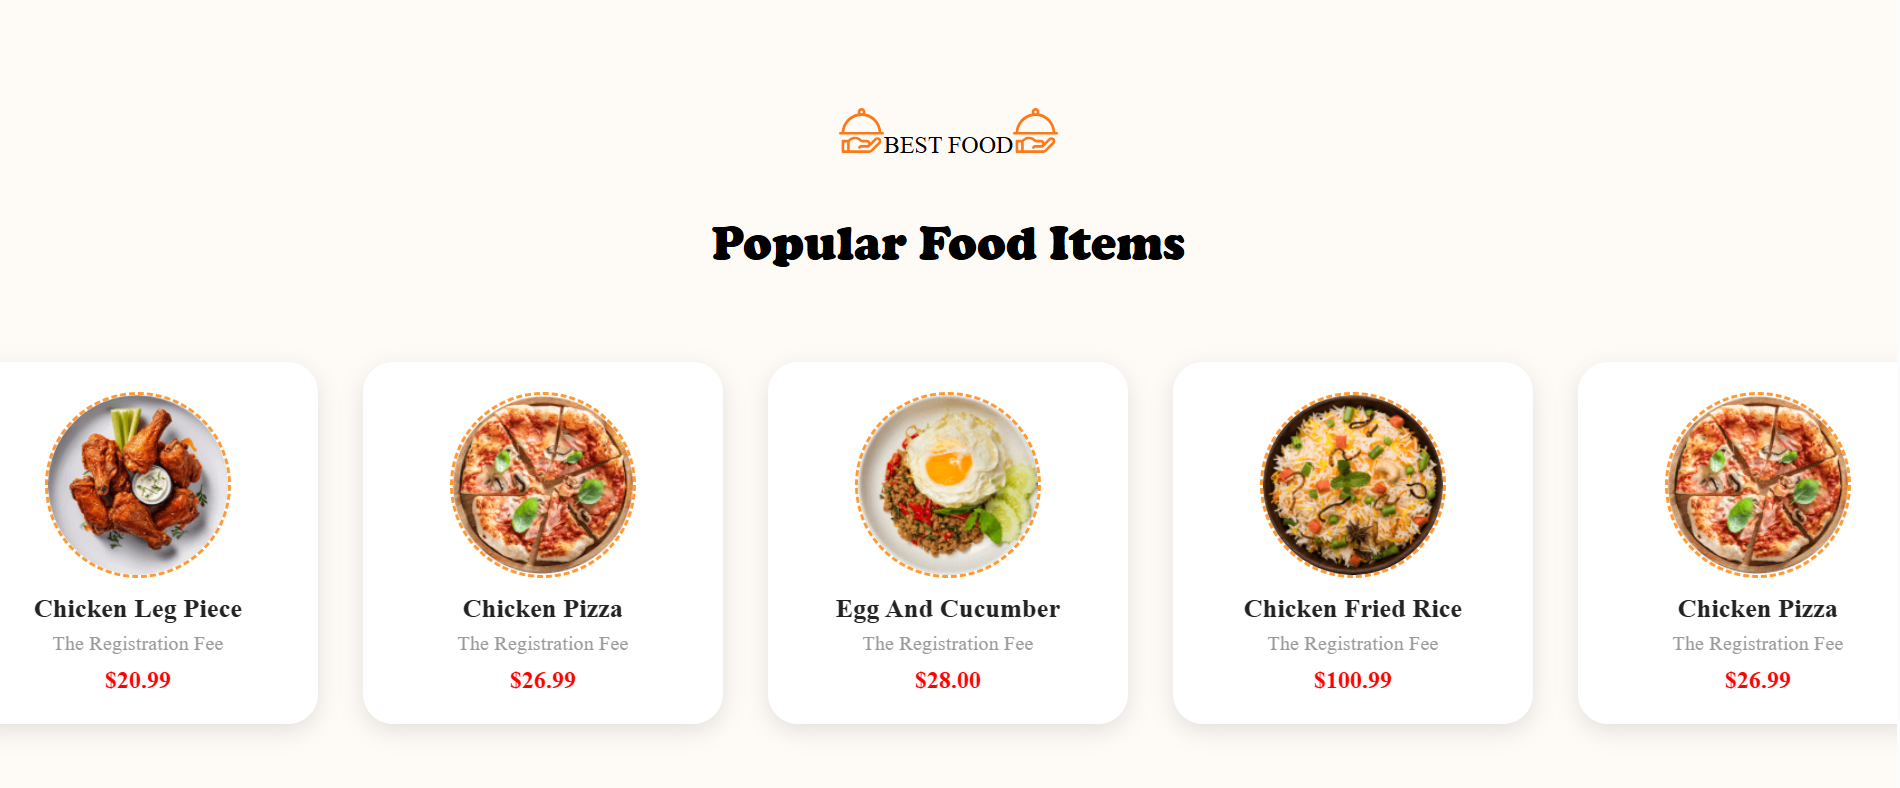 BEST FOOD
Popular Food Items
Chicken Leg Piece
The Registration Fee
$20.99
Chicken Pizza
The Registration Fee
$26.99
Egg And Cucumber
The Registration Fee
$28.00
Chicken Fried Rice
The Registration Fee
$100.99
Chicken Pizza
The Registration Fee
$26.99